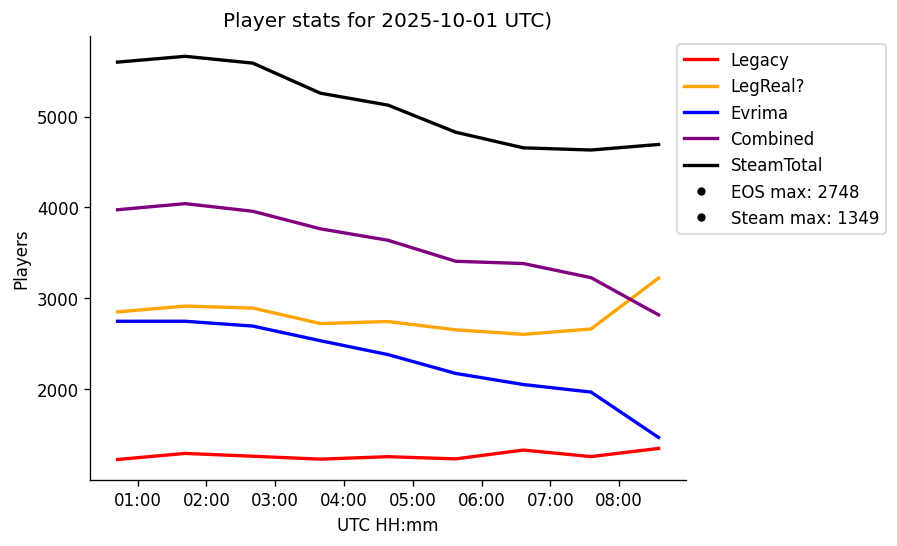 Player stats for 2025-10-01 UTC)
Legacy
LegReal?
Evrima
Combined
SteamTotal
EOS max: 2748
Steam max: 1349
Players
5000
4000
3000
2000
01:00 02:00 03:00 04:00 05:00 06:00 07:00 08:00
UTC HH:mm